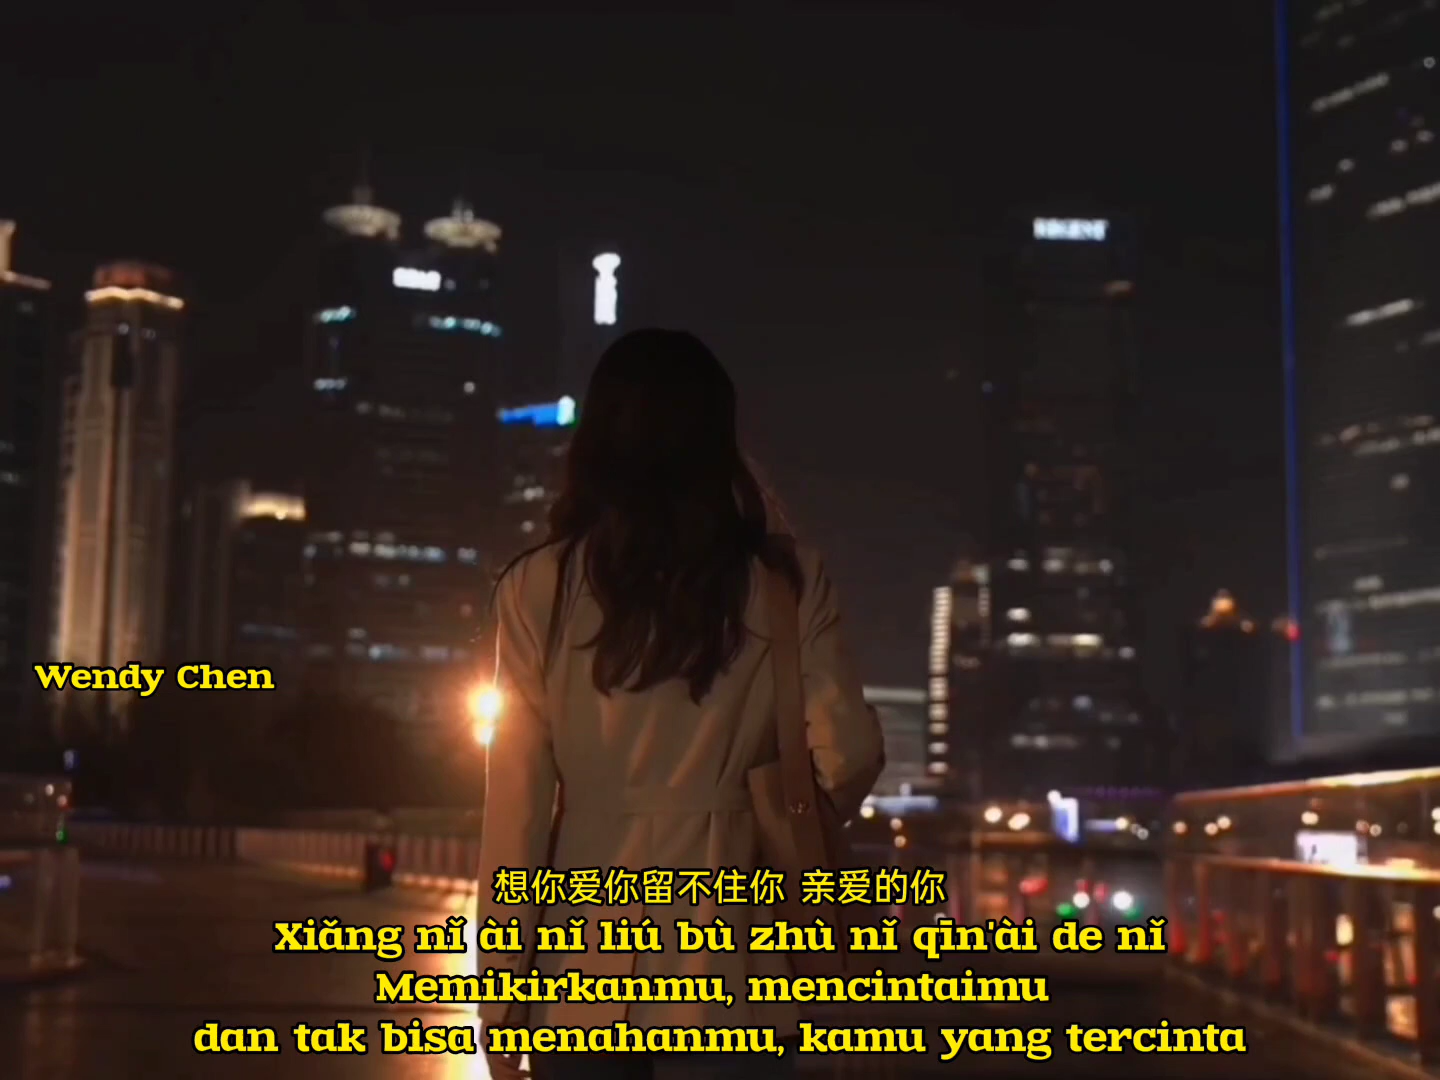 Wendy Chen
想你爱你留不住你 亲爱的你
Xiǎng nǐ ài nǐ liú bù zhù nǐ qīn'ài de nǐ
Memikirkanmu, mencintaimu
dan tak bisa menahanmu, kamu yang tercinta